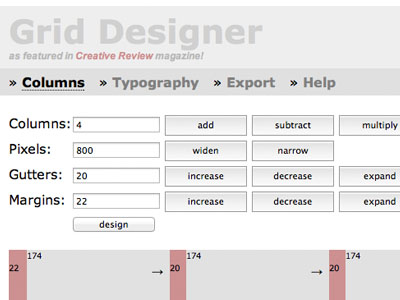 Grid Designer
as featured in Creative Review magazine!
» Columns » Typography » Export » Help
Columns: 4 add subtract multiply
Pixels: 800 widen narrow
Gutters: 20 increase decrease expand
Margins: 22 increase decrease expand
design
174 174 174
22 → 20 → 20